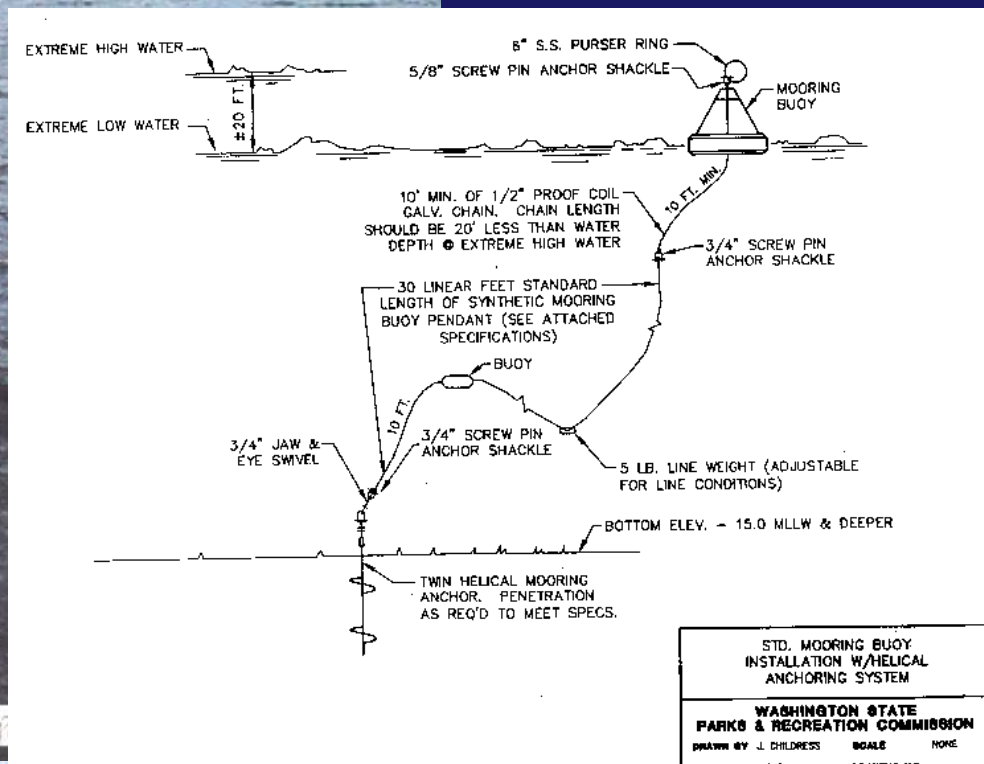 EXTREME HIGH WATER
EXTREME LOW WATER
±20 FT.
6" S.S. PURSER RING
5/8" SCREW PIN ANCHOR SHACKLE
MOORING
BUOY
10' MIN. OF 1/2" PROOF COIL
GALV. CHAIN. CHAIN LENGTH
SHOULD BE 20' LESS THAN WATER
DEPTH @ EXTREME HIGH WATER
10 FT. MIN.
3/4" SCREW PIN
ANCHOR SHACKLE
30 LINEAR FEET STANDARD
LENGTH OF SYNTHETIC MOORING
BUOY PENDANT (SEE ATTACHED
SPECIFICATIONS)
BUOY
10 FT.
3/4" JAW &
EYE SWIVEL
3/4" SCREW PIN
ANCHOR SHACKLE
5 LB. LINE WEIGHT (ADJUSTABLE
FOR LINE CONDITIONS)
BOTTOM ELEV. - 15.0 MLLW & DEEPER
TWIN HELICAL MOORING
ANCHOR. PENETRATION
AS REQ'D TO MEET SPECS.
STD. MOORING BUOY
INSTALLATION W/HELICAL
ANCHORING SYSTEM
WASHINGTON STATE
PARKS & RECREATION COMMISSION
DRAWN BY J. CHILDRESS SCALE NONE